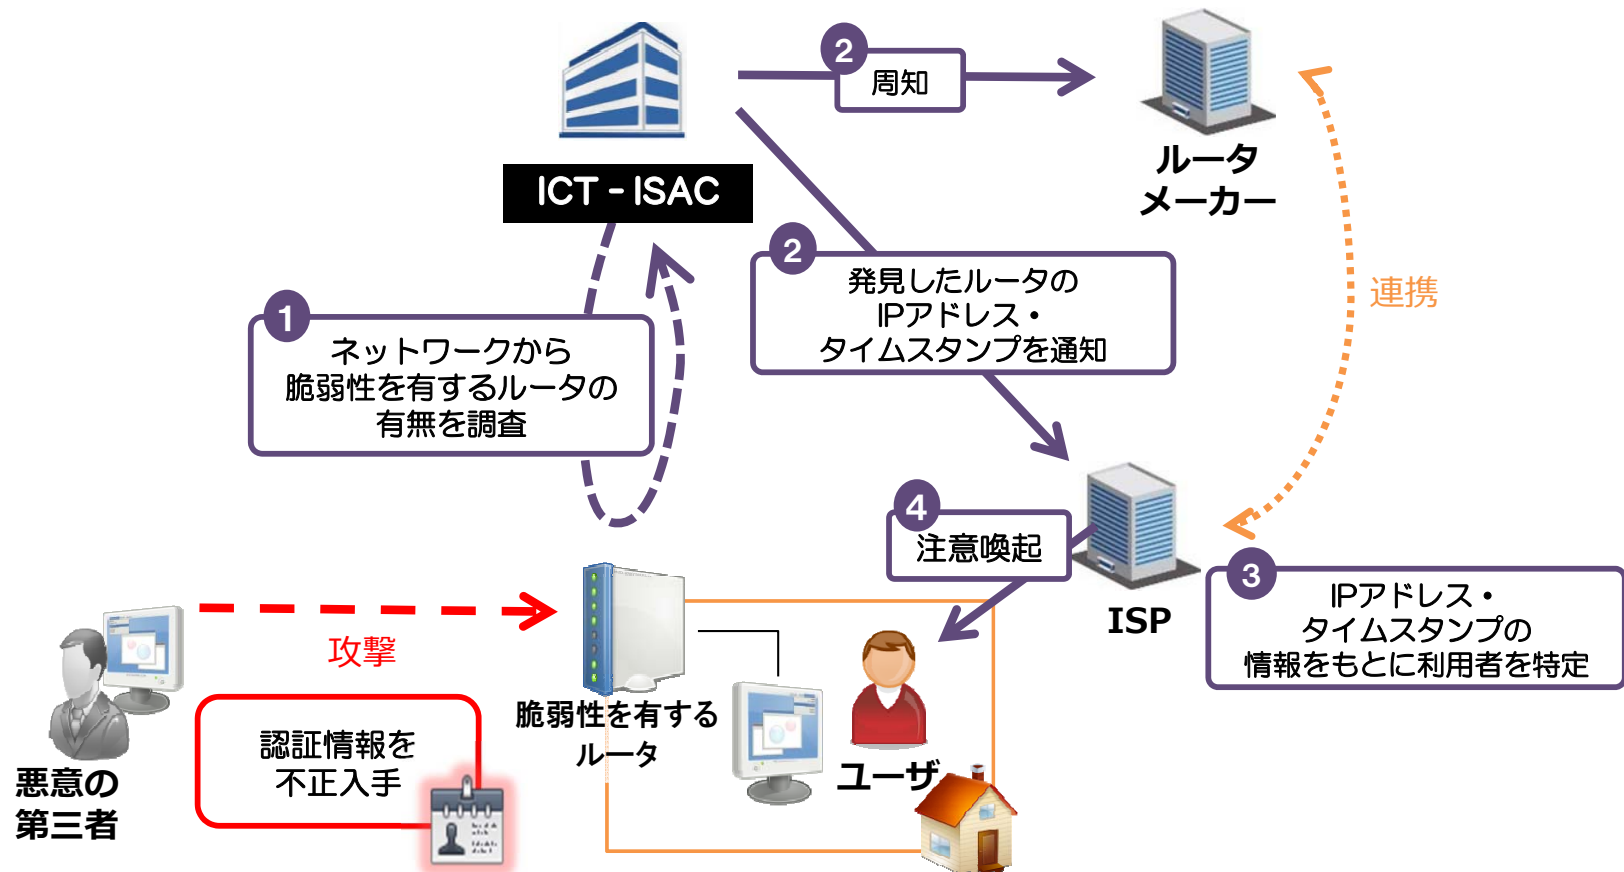 2
周知
ルータ
メーカー
ICT－ISAC
2
発見したルータの
IPアドレス・
タイムスタンプを通知
連携
1
ネットワークから
脆弱性を有するルータの
有無を調査
4
注意喚起
ISP
3
IPアドレス・
タイムスタンプの
情報をもとに利用者を特定
攻撃
脆弱性を有する
ルータ
ユーザ
認証情報を
不正入手
悪意の
第三者